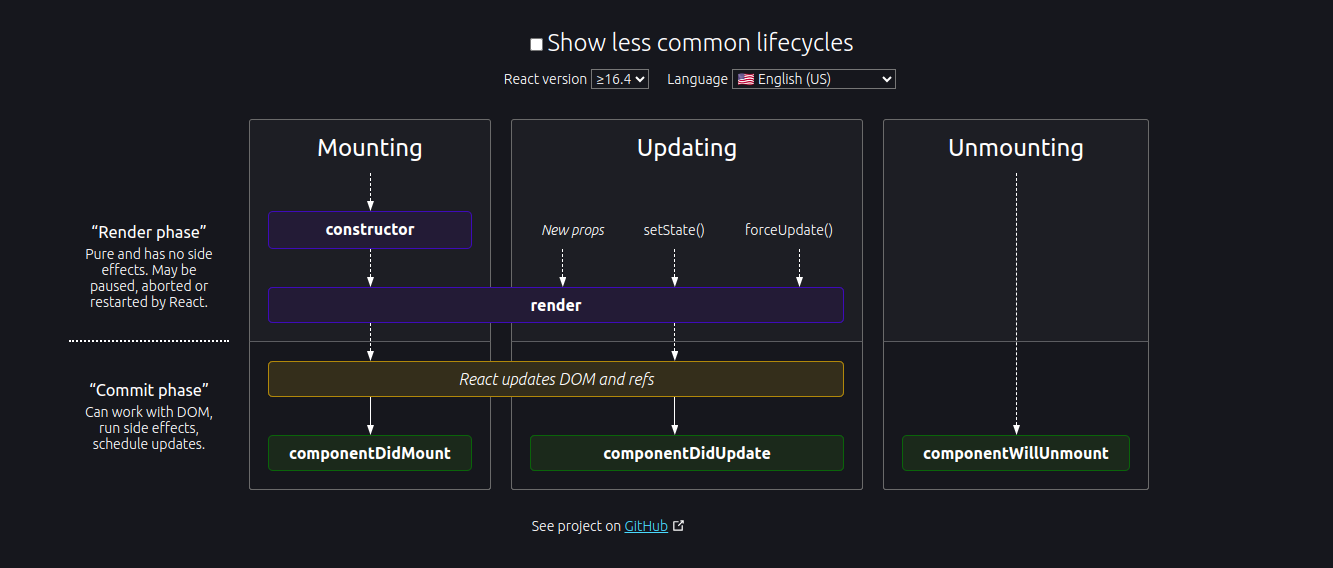 Show less common lifecycles
React version ≥16.4 Language 🇺🇸 English (US)
Mounting
Updating
Unmounting
“Render phase”
Pure and has no side
effects. May be
paused, aborted or
restarted by React.
constructor
New props
setState()
forceUpdate()
render
“Commit phase”
Can work with DOM,
run side effects,
schedule updates.
React updates DOM and refs
componentDidMount
componentDidUpdate
componentWillUnmount
See project on GitHub